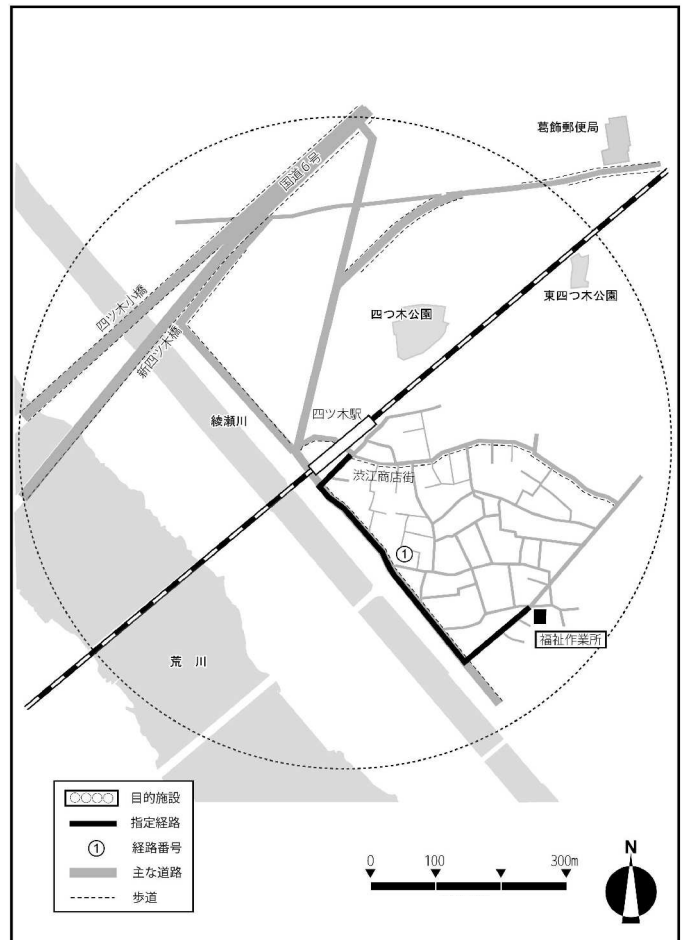 葛飾郵便局
国道6号
東四つ木公園
四ツ木小橋
四つ木公園
新四ツ木橋
綾瀬川
四ツ木駅
渋江商店街
①
福祉作業所
荒川
○○○○ 目的施設
指定経路
① 経路番号
主な道路
歩道
0 100 300m
N